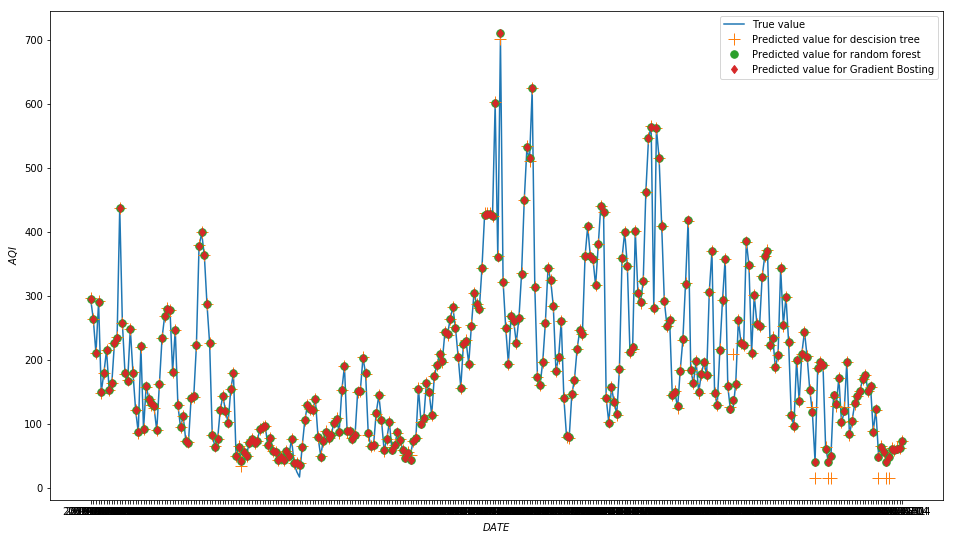 True value
Predicted value for descision tree
Predicted value for random forest
Predicted value for Gradient Bosting
700
600
500
400
300
200
100
0
AQI
DATE